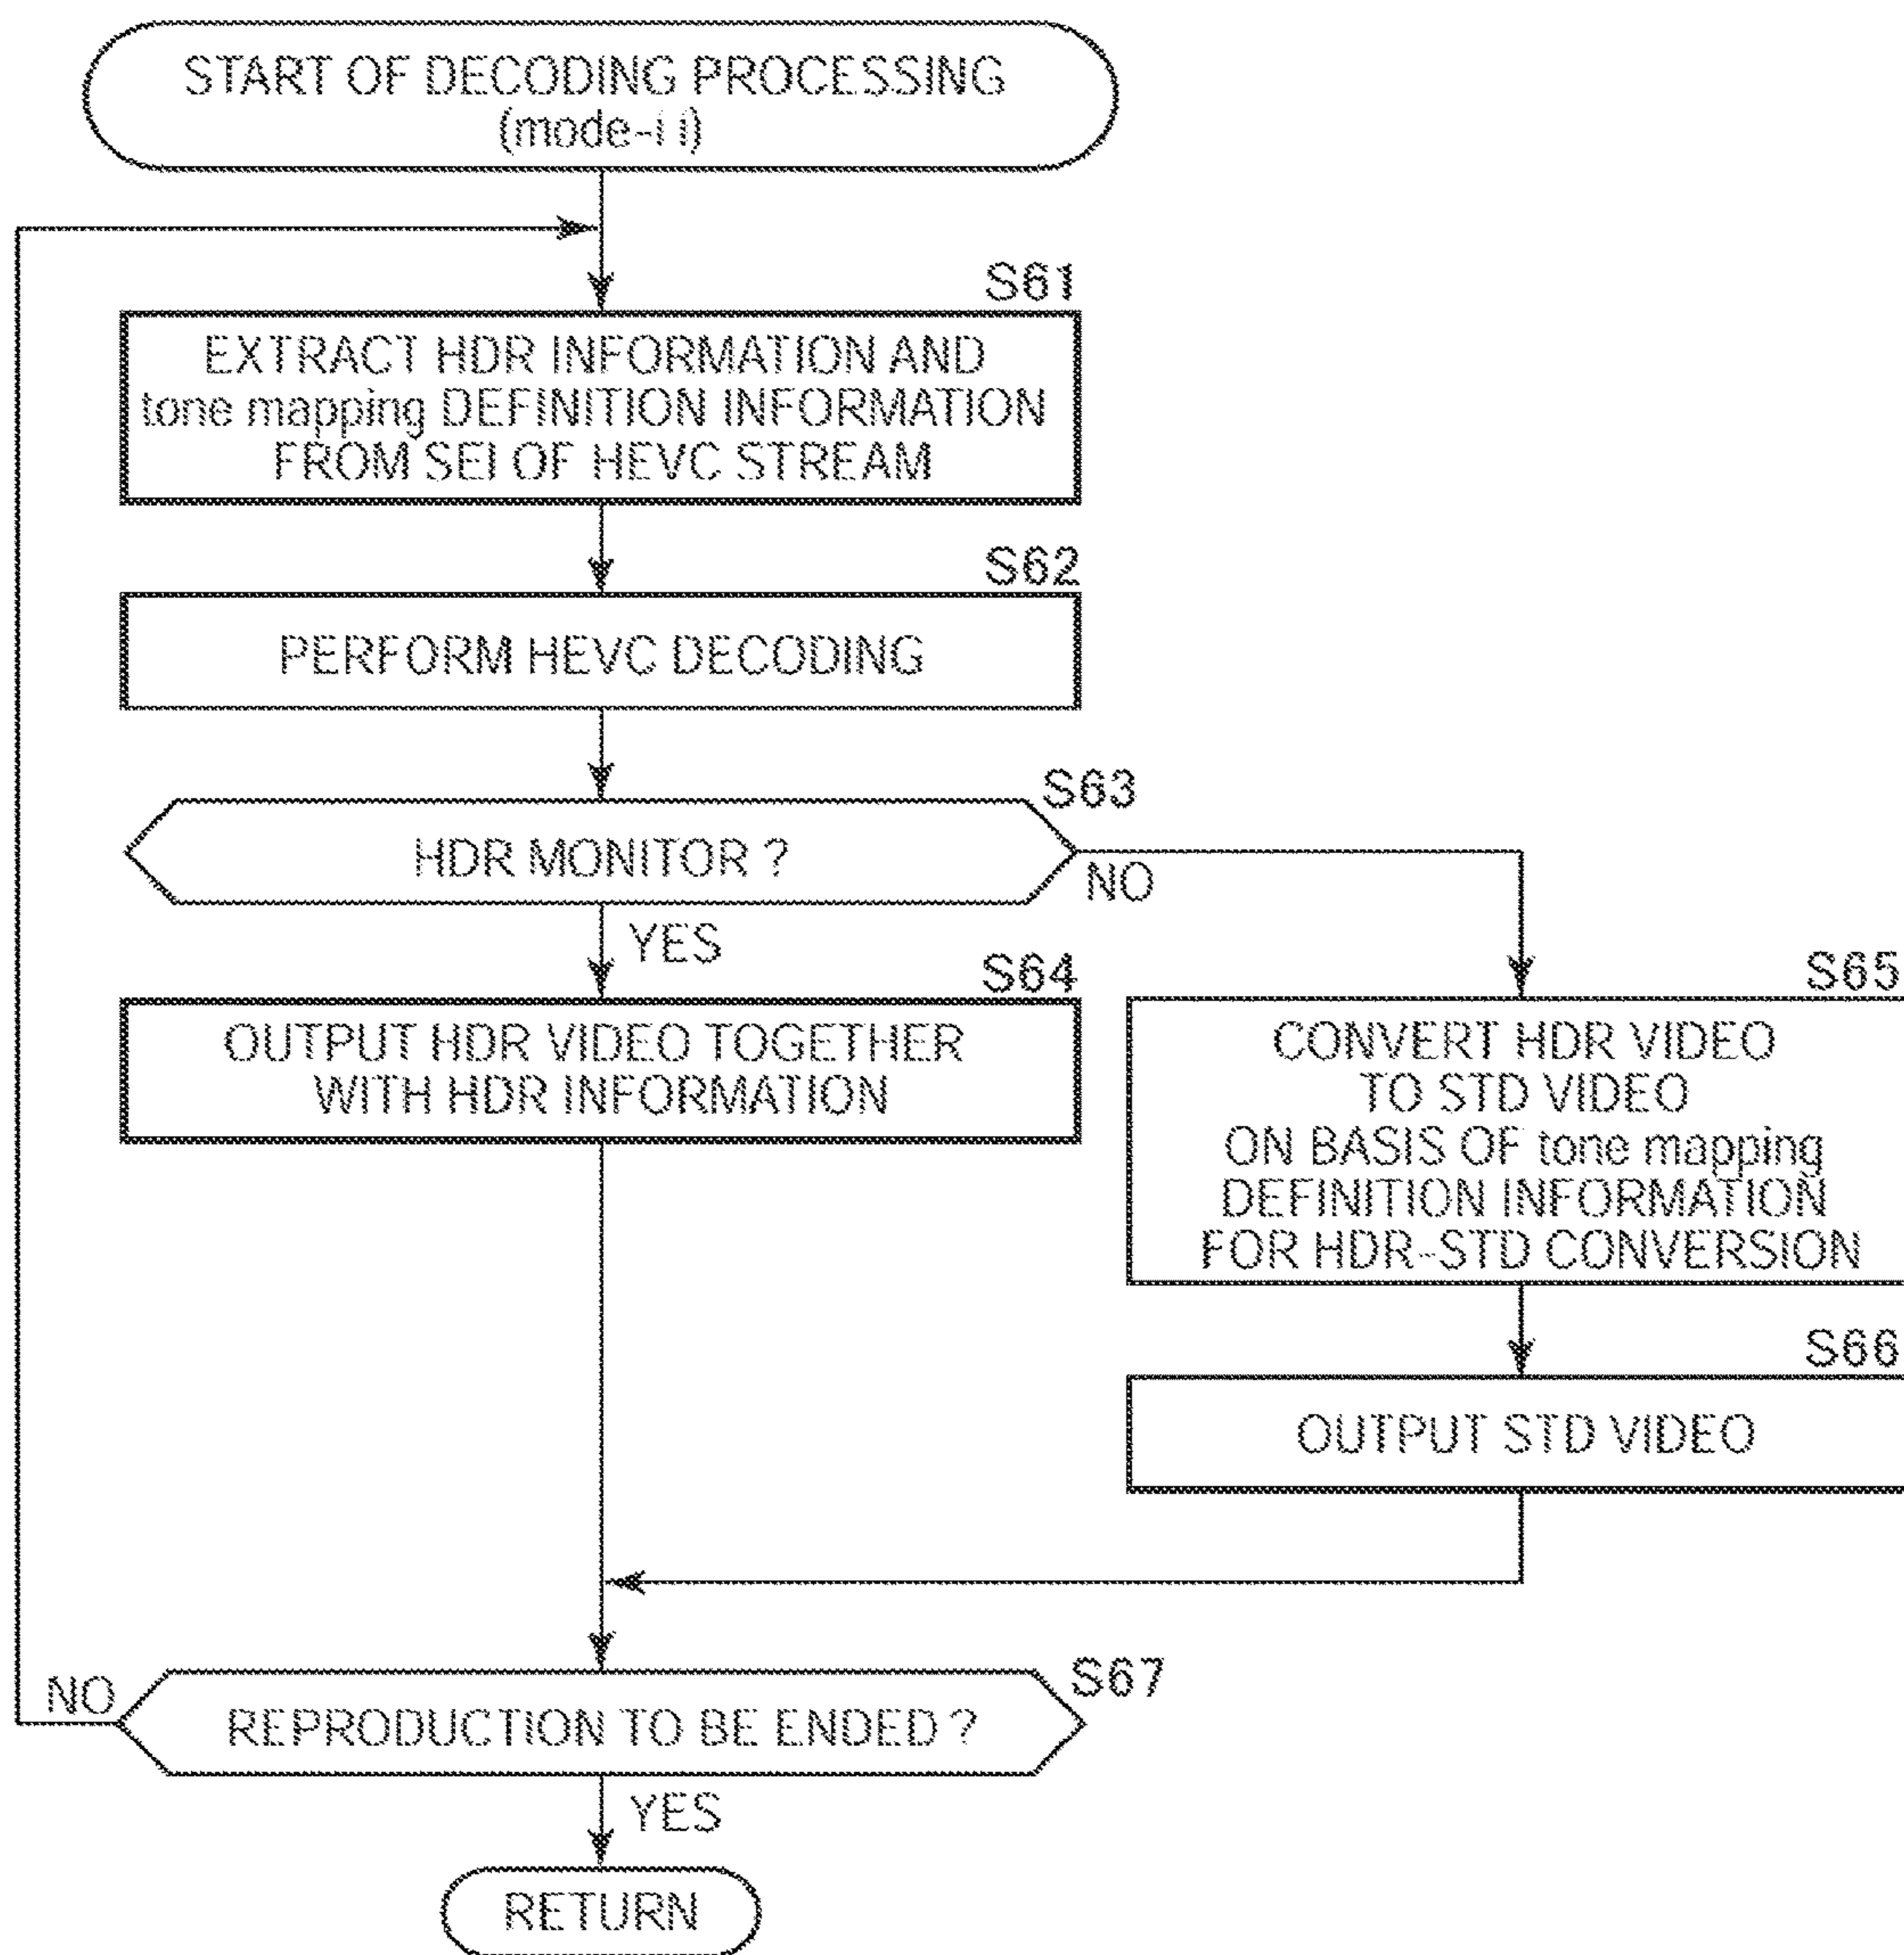 START OF DECODING PROCESSING
(mode-ii)
S61
EXTRACT HDR INFORMATION AND
tone mapping DEFINITION INFORMATION
FROM SEI OF HEVC STREAM
S62
PERFORM HEVC DECODING
S63
HDR MONITOR ?
NO
YES
S64
OUTPUT HDR VIDEO TOGETHER
WITH HDR INFORMATION
S65
CONVERT HDR VIDEO
TO STD VIDEO
ON BASIS OF tone mapping
DEFINITION INFORMATION
FOR HDR-STD CONVERSION
S66
OUTPUT STD VIDEO
S67
NO
REPRODUCTION TO BE ENDED ?
YES
RETURN